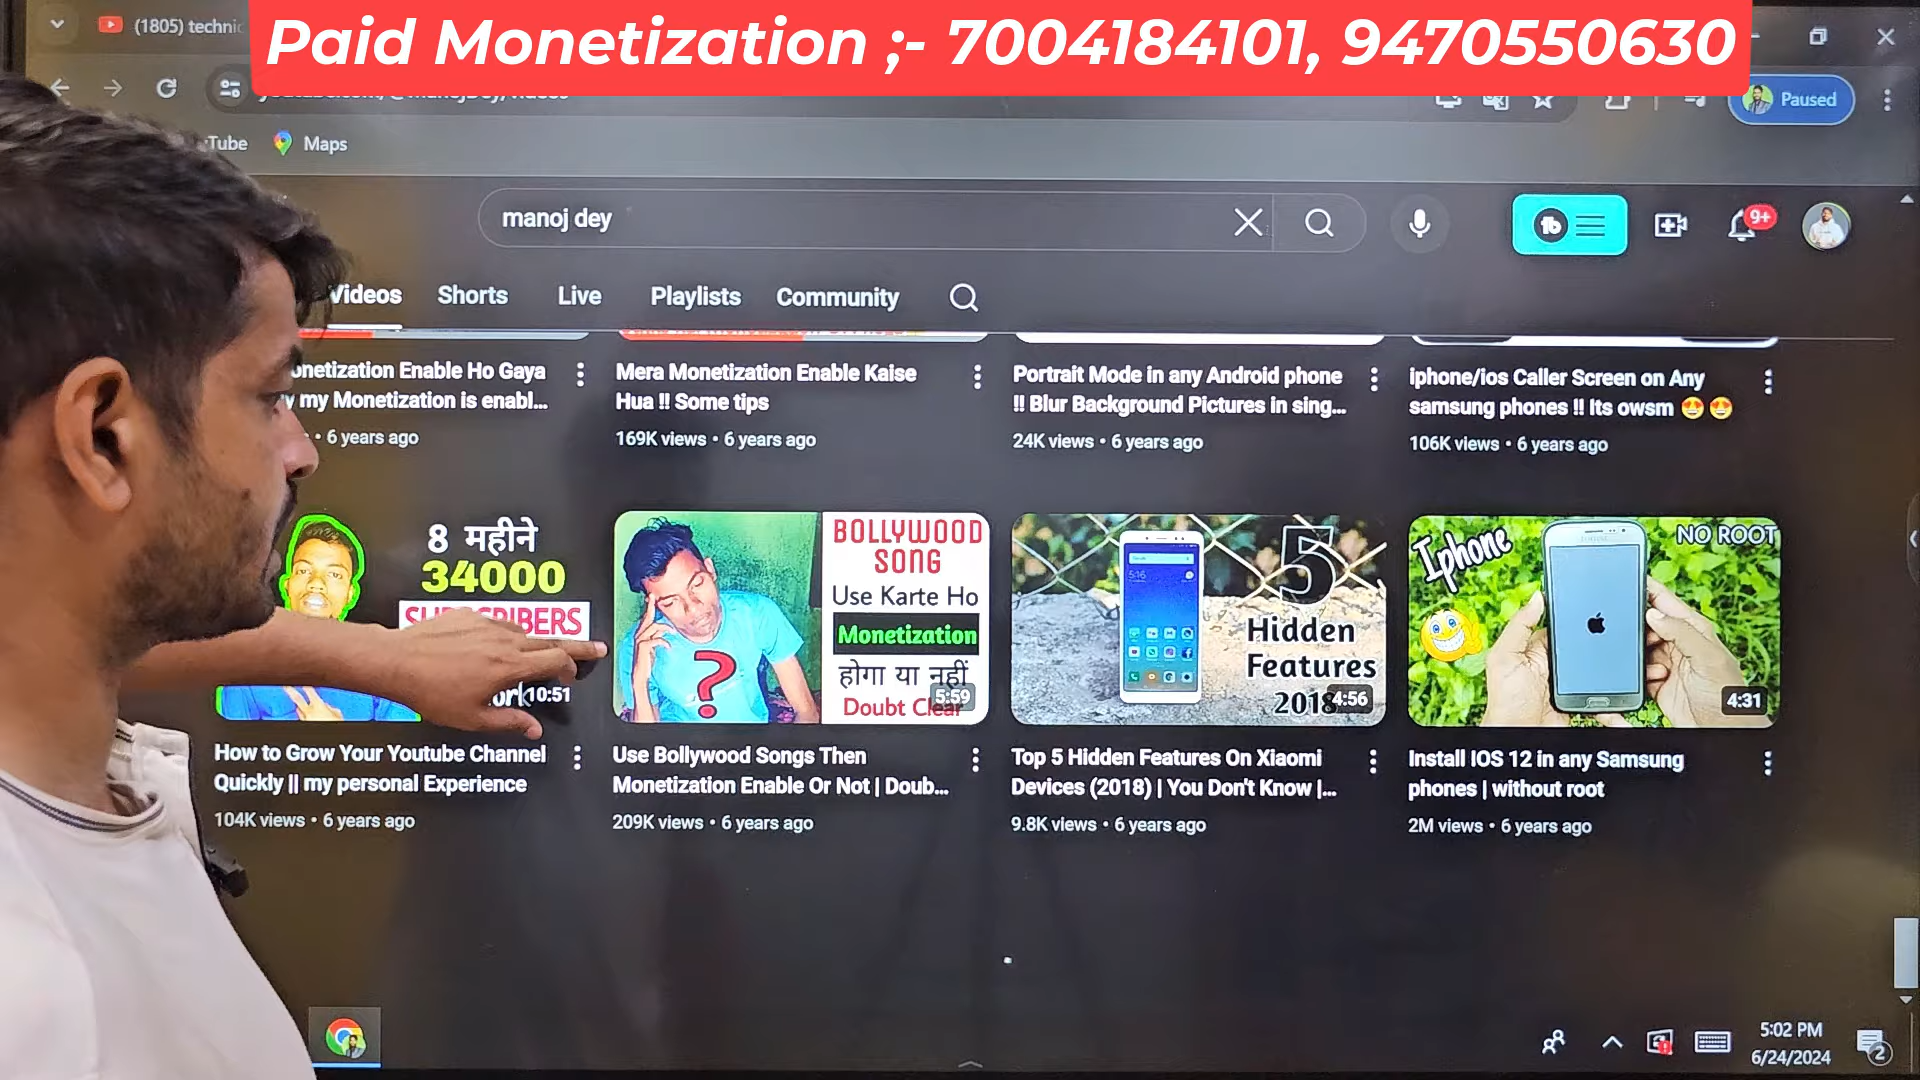 Paid Monetization ;- 7004184101, 9470550630
(1805) technic
Paused
Tube
Maps
manoj dey
9+
Videos
Shorts
Live
Playlists
Community
onetization Enable Ho Gaya
my Monetization is enabl...
• 6 years ago
Mera Monetization Enable Kaise
Hua !! Some tips
169K views • 6 years ago
Portrait Mode in any Android phone
!! Blur Background Pictures in sing...
24K views • 6 years ago
iphone/ios Caller Screen on Any
samsung phones !! Its owsm 🤩 🤩
106K views • 6 years ago
8 महीने
34000
10:51
BOLLYWOOD
SONG
Use Karte Ho
Monetization
होगा या नहीं
5:59
Doubt Clear
5
Hidden
Features
2018
4:56
Iphone
NO ROOT
4:31
How to Grow Your Youtube Channel
Quickly || my personal Experience
104K views • 6 years ago
Use Bollywood Songs Then
Monetization Enable Or Not | Doub...
209K views • 6 years ago
Top 5 Hidden Features On Xiaomi
Devices (2018) | You Don't Know |...
9.8K views • 6 years ago
Install IOS 12 in any Samsung
phones | without root
2M views • 6 years ago
5:02 PM
6/24/2024
2